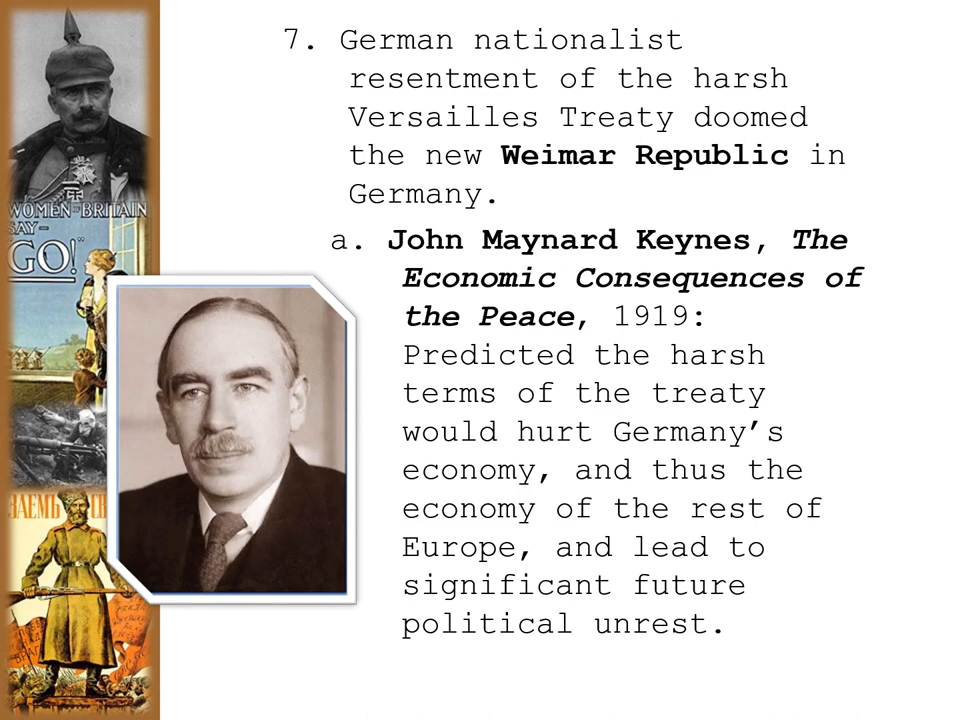 7. German nationalist
resentment of the harsh
Versailles Treaty doomed
the new Weimar Republic in
Germany.
a. John Maynard Keynes, The
Economic Consequences of
the Peace, 1919:
Predicted the harsh
terms of the treaty
would hurt Germany’s
economy, and thus the
economy of the rest of
Europe, and lead to
significant future
political unrest.
WOMEN OF BRITAIN
SAY-
GO!"
ЗАЕМЪ